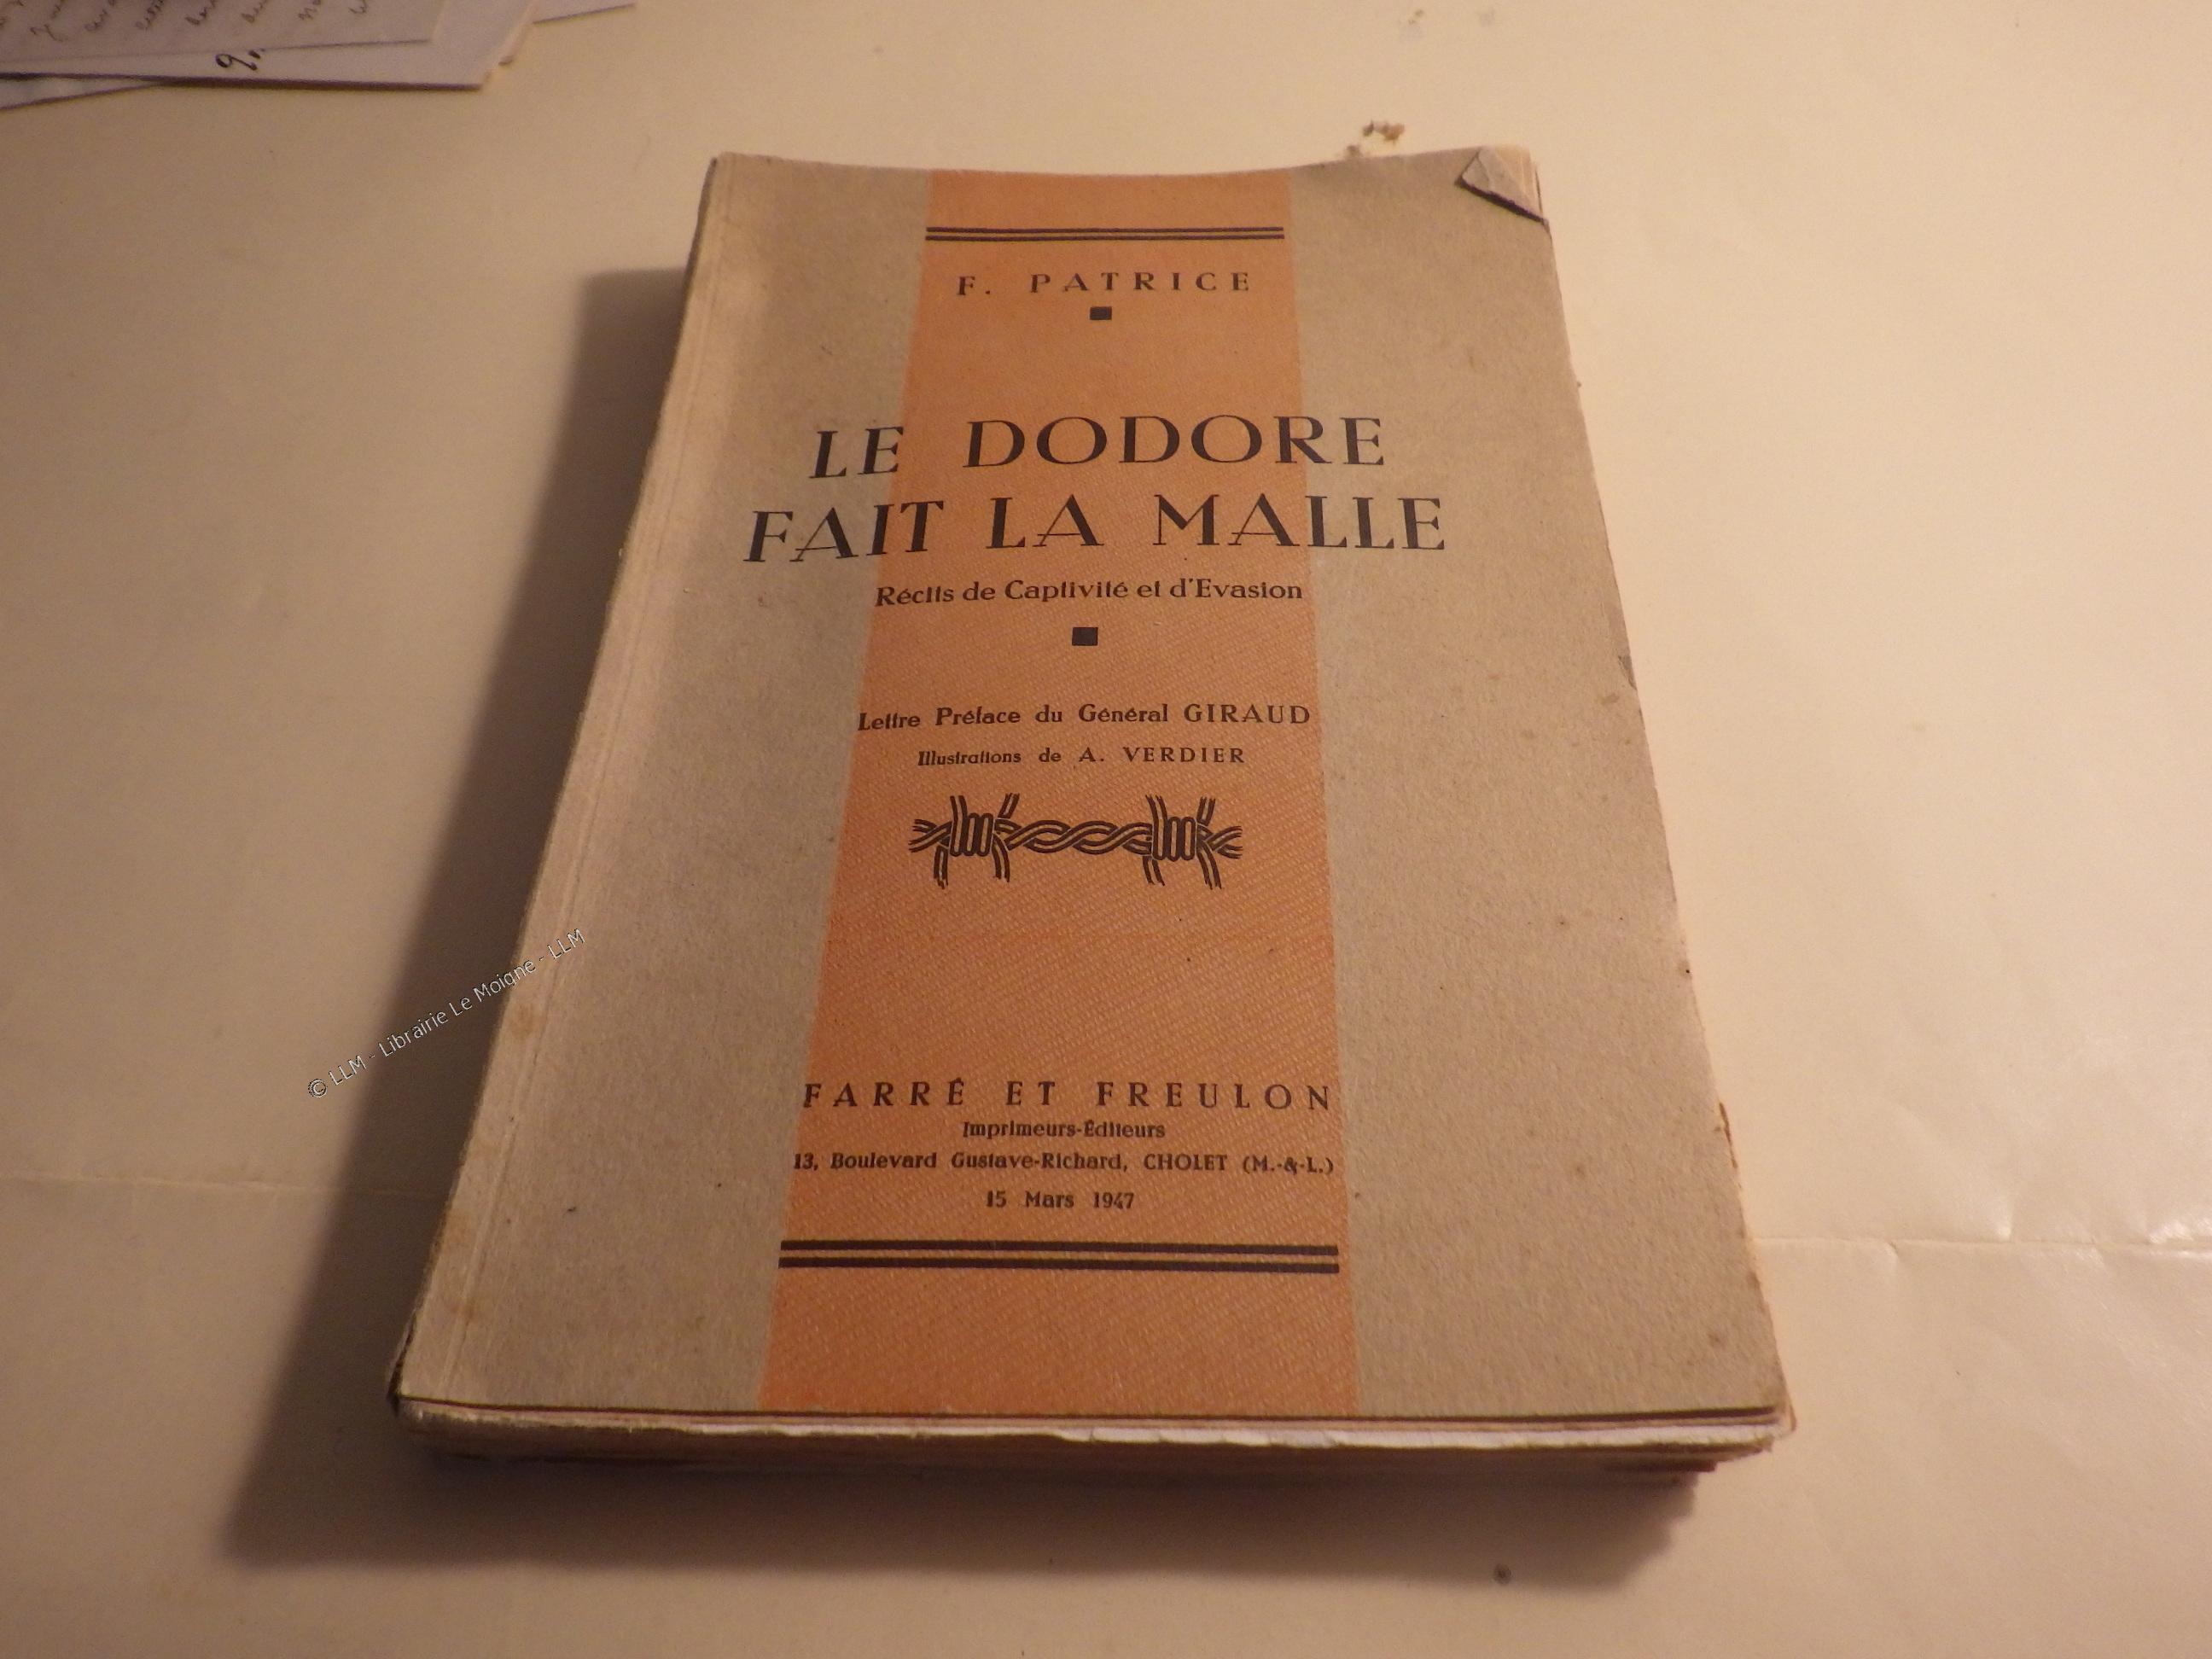 F. PATRICE
LE DODORE
FAIT LA MALLE
Récits de Captivité et d'Evasion
Lettre Préface du Général GIRAUD
Illustrations de A. VERDIER
FARRÉ ET FREULON
Imprimeurs-Éditeurs
13, Boulevard Gustave-Richard, CHOLET (M.-&-L.)
15 Mars 1947
© LLM - Librairie Le Moigne - LLM